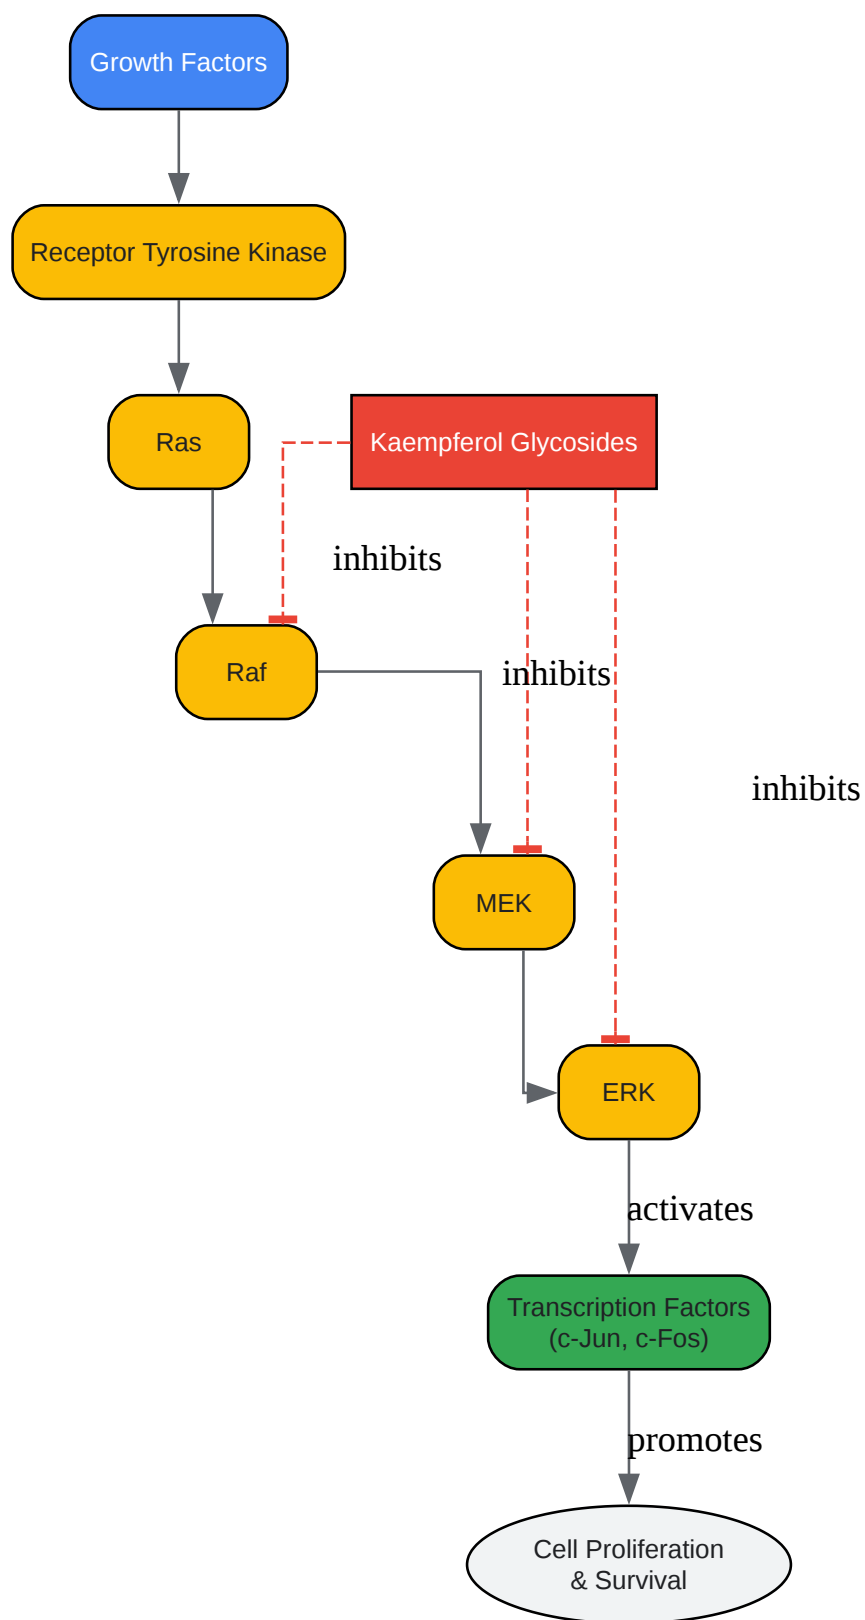 Growth Factors
Receptor Tyrosine Kinase
Ras
Kaempferol Glycosides
inhibits
Raf
inhibits
inhibits
MEK
ERK
activates
Transcription Factors
(c-Jun, c-Fos)
promotes
Cell Proliferation
& Survival